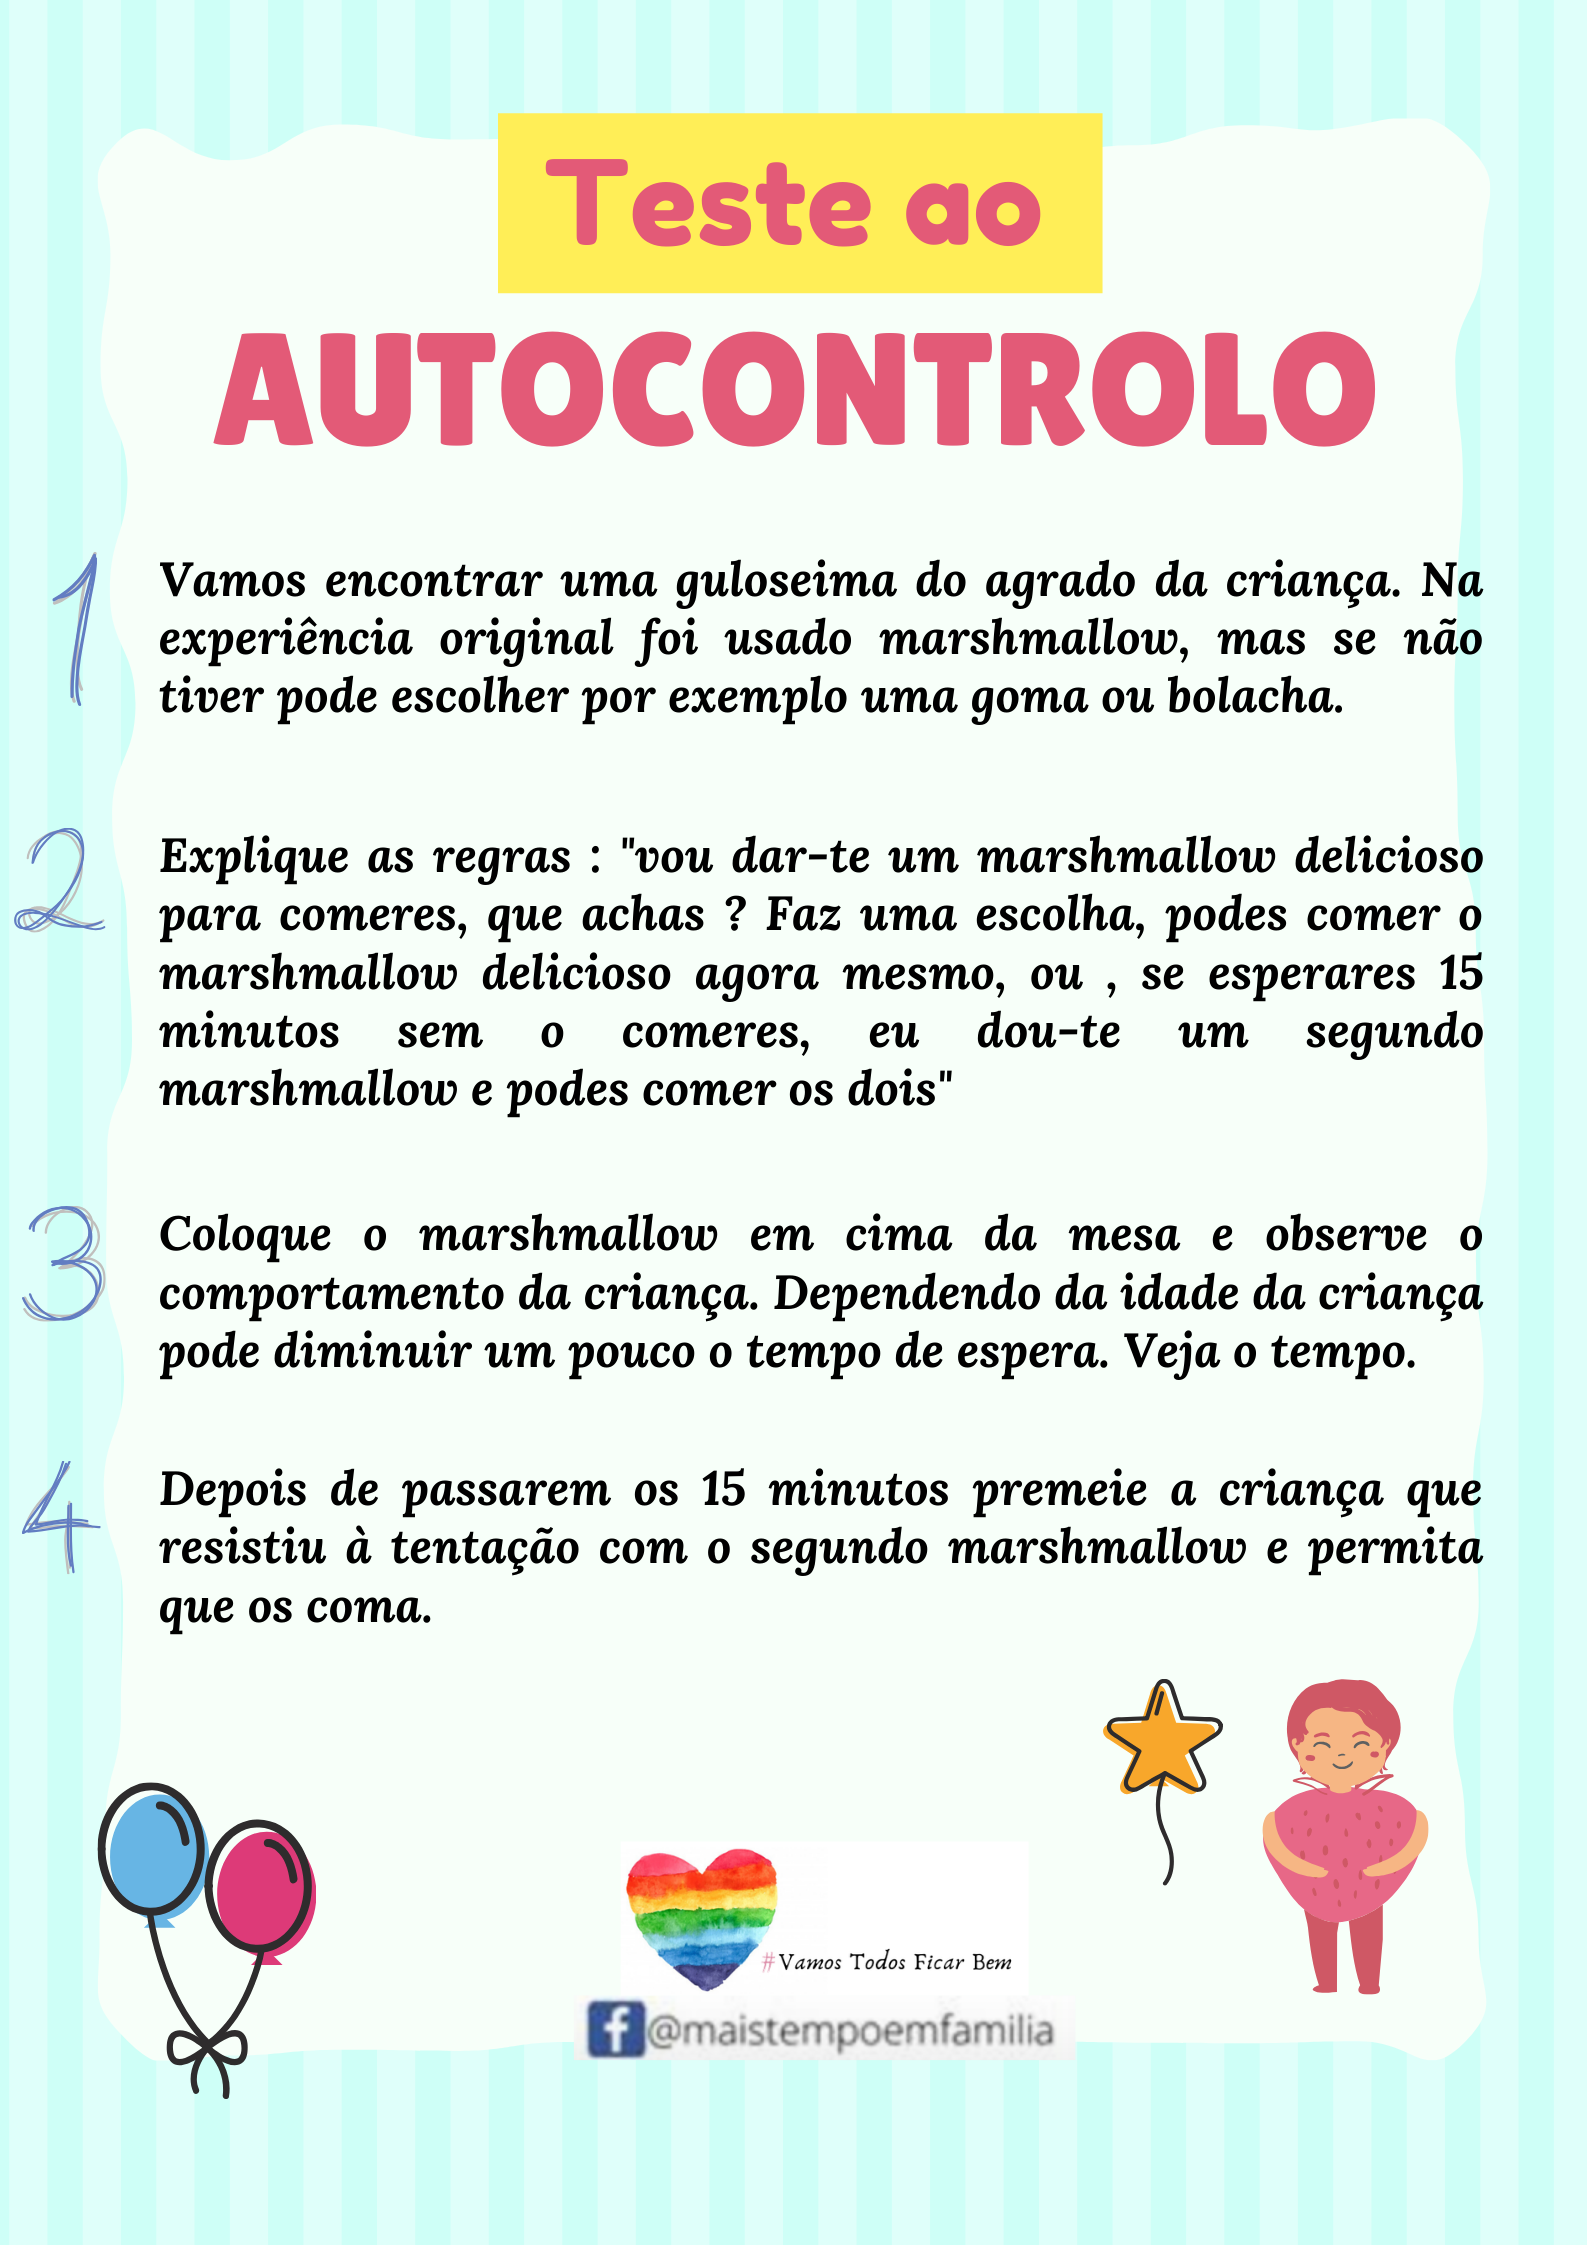 Teste ao
AUTOCONTROLO
1
Vamos encontrar uma guloseima do agrado da criança. Na
experiência original foi usado marshmallow, mas se não
tiver pode escolher por exemplo uma goma ou bolacha.
2
Explique as regras : "vou dar-te um marshmallow delicioso
para comeres, que achas ? Faz uma escolha, podes comer o
marshmallow delicioso agora mesmo, ou , se esperares 15
minutos sem o comeres, eu dou-te um segundo
marshmallow e podes comer os dois"
3
Coloque o marshmallow em cima da mesa e observe o
comportamento da criança. Dependendo da idade da criança
pode diminuir um pouco o tempo de espera. Veja o tempo.
4
Depois de passarem os 15 minutos premeie a criança que
resistiu à tentação com o segundo marshmallow e permita
que os coma.
#Vamos Todos Ficar Bem
f @maistempoemfamilia